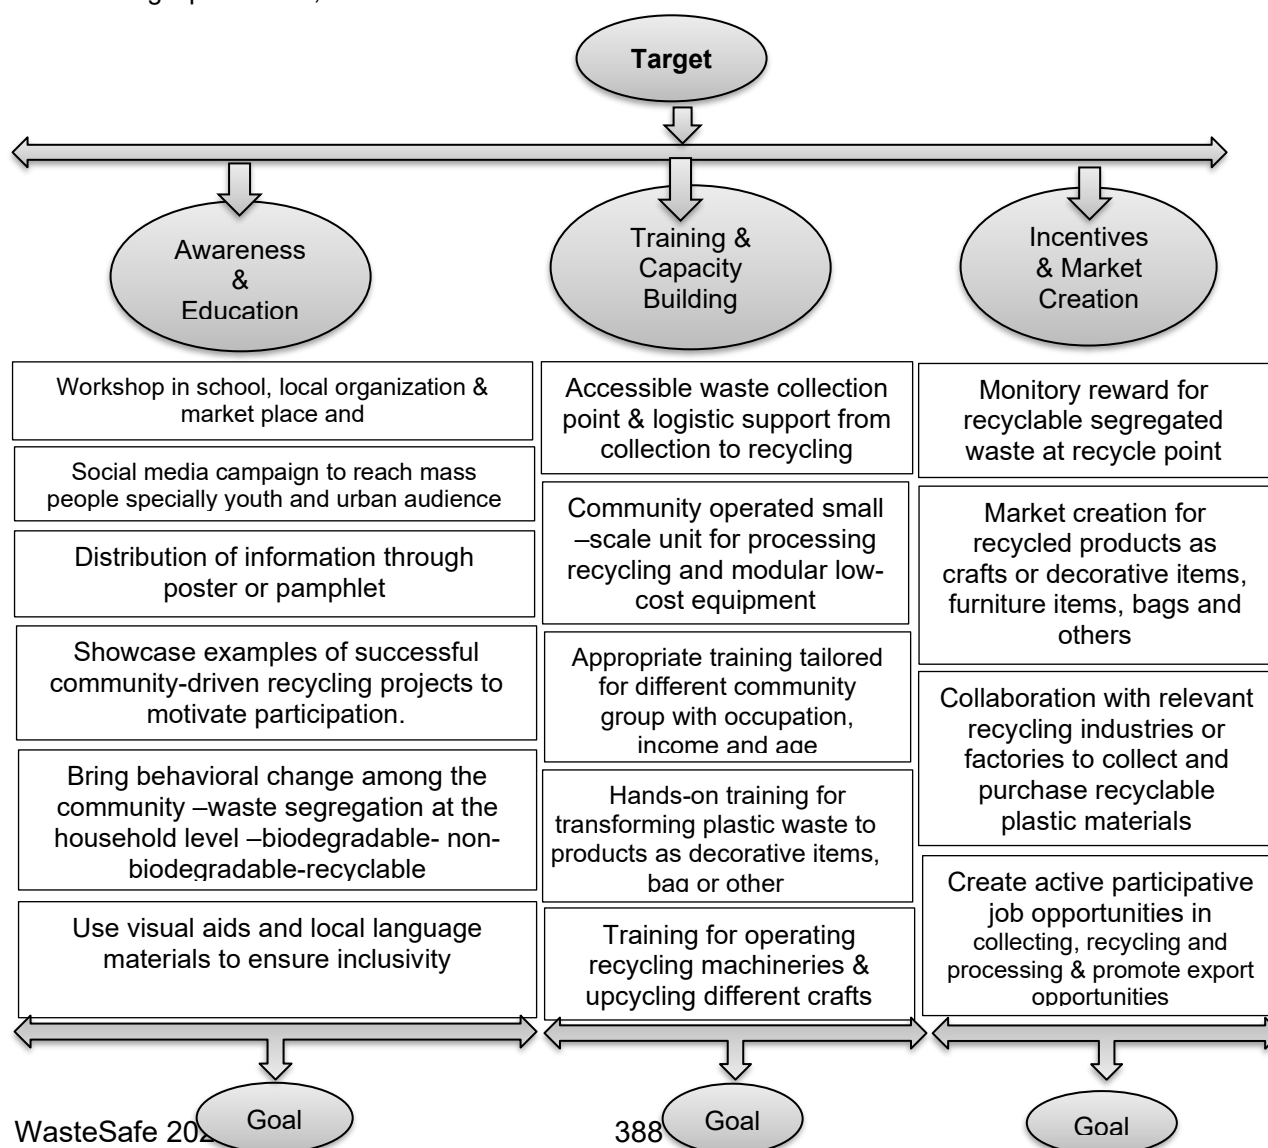 Target
Awareness
&
Education
Training &
Capacity
Building
Incentives
& Market
Creation
Workshop in school, local organization &
market place and
Social media campaign to reach mass
people specially youth and urban audience
Distribution of information through
poster or pamphlet
Showcase examples of successful
community-driven recycling projects to
motivate participation.
Bring behavioral change among the
community –waste segregation at the
household level –biodegradable- non-
biodegradable-recyclable
Use visual aids and local language
materials to ensure inclusivity
Accessible waste collection
point & logistic support from
collection to recycling
Community operated small
–scale unit for processing
recycling and modular low-
cost equipment
Appropriate training tailored
for different community
group with occupation,
income and age
Hands-on training for
transforming plastic waste to
products as decorative items,
bag or other
Training for operating
recycling machineries &
upcycling different crafts
Monitory reward for
recyclable segregated
waste at recycle point
Market creation for
recycled products as
crafts or decorative items,
furniture items, bags and
others
Collaboration with relevant
recycling industries or
factories to collect and
purchase recyclable
plastic materials
Create active participative
job opportunities in
collecting, recycling and
processing & promote export
opportunities
Goal
Goal
Goal
WasteSafe
388